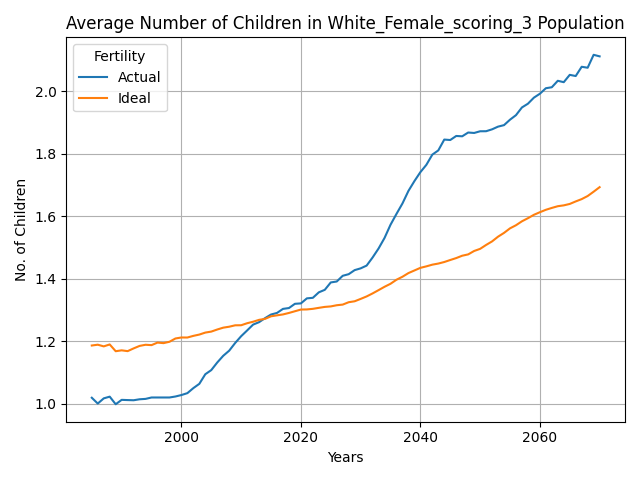 Average Number of Children in White_Female_scoring_3 Population
Fertility
Actual
Ideal
No. of Children
2.0
1.8
1.6
1.4
1.2
1.0
2000 2020 2040 2060
Years